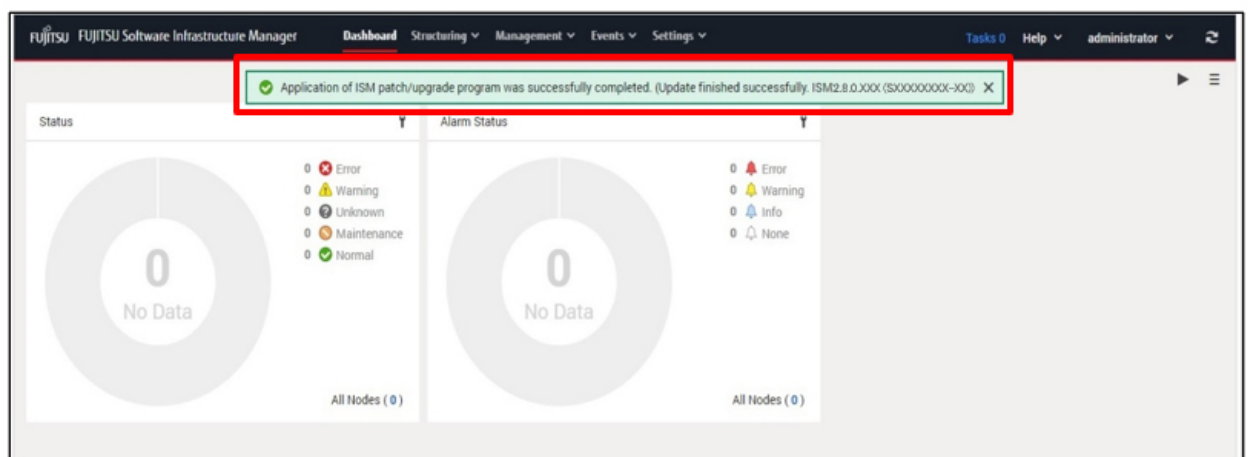 FUJITSU FUJITSU Software Infrastructure Manager Dashboard Structuring Management Events Settings Tasks 0 Help administrator
Application of ISM patch/upgrade program was successfully completed. (Update finished successfully. ISM2.8.0.XXX (SXXXXXXXX-XX))
Status
0 Error
0 Warning
0 Unknown
0 Maintenance
0 Normal
0
No Data
All Nodes ( 0 )
Alarm Status
0 Error
0 Warning
0 Info
0 None
0
No Data
All Nodes ( 0 )